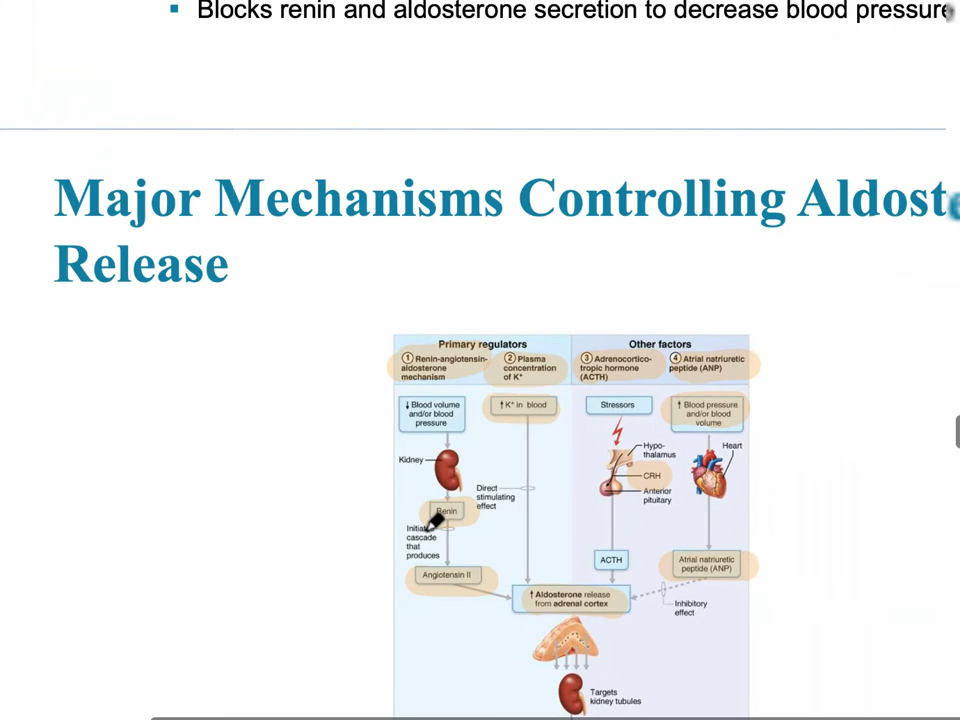 ▪ Blocks renin and aldosterone secretion to decrease blood pressure
Major Mechanisms Controlling Aldoste
Release
Primary regulators
Other factors
① Renin-angiotensin-
aldosterone
mechanism
② Plasma
concentration
of K⁺
③ Adrenocortico-
tropic hormone
(ACTH)
④ Atrial natriuretic
peptide (ANP)
↓ Blood volume
and/or blood
pressure
↑ K⁺ in blood
Stressors
↑ Blood pressure
and/or blood
volume
Kidney
Hypo-
thalamus
Heart
CRH
Anterior
pituitary
Direct
stimulating
effect
Renin
Initiates
cascade
that
produces
Angiotensin II
ACTH
Atrial natriuretic
peptide (ANP)
↑ Aldosterone release
from adrenal cortex
Inhibitory
effect
Targets
kidney tubules